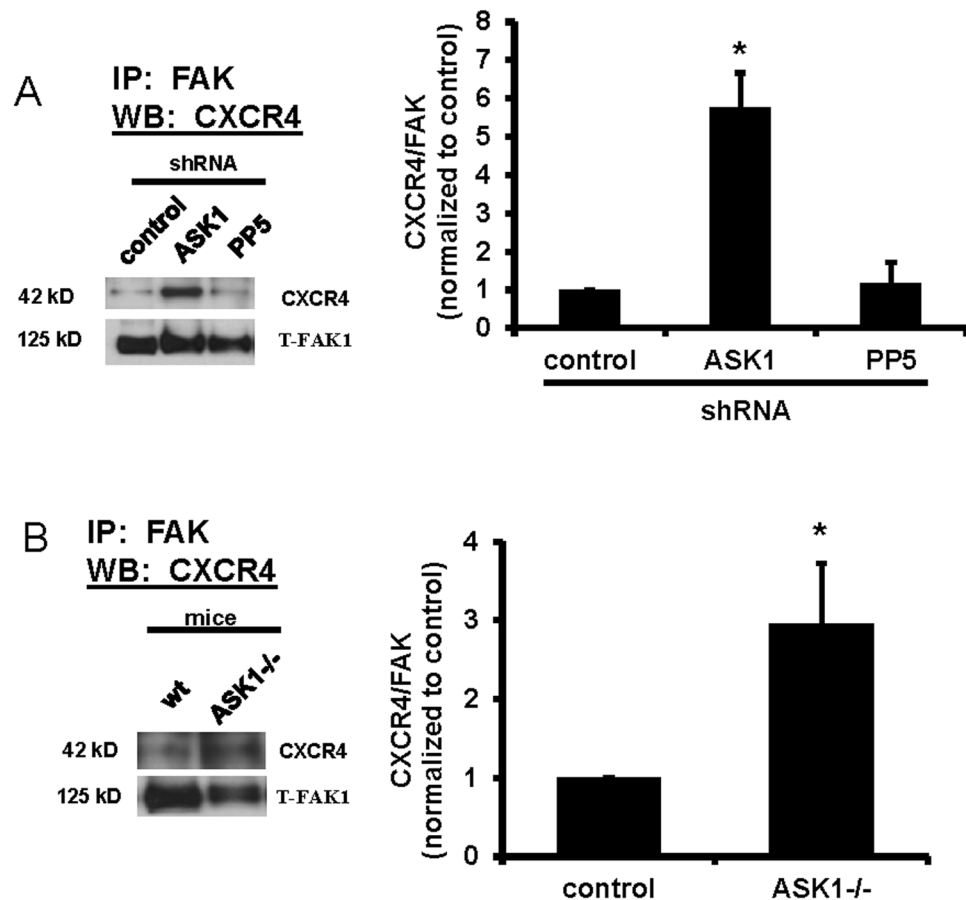 A
IP: FAK
WB: CXCR4
shRNA
control ASK1 PP5
42 kD CXCR4
125 kD T-FAK1
CXCR4/FAK
(normalized to control)
8
7
6
5
4
3
2
1
0
*
control ASK1 PP5
shRNA
B
IP: FAK
WB: CXCR4
mice
wt ASK1-/-
42 kD CXCR4
125 kD T-FAK1
CXCR4/FAK
(normalized to control)
4
3
2
1
0
*
control ASK1-/-